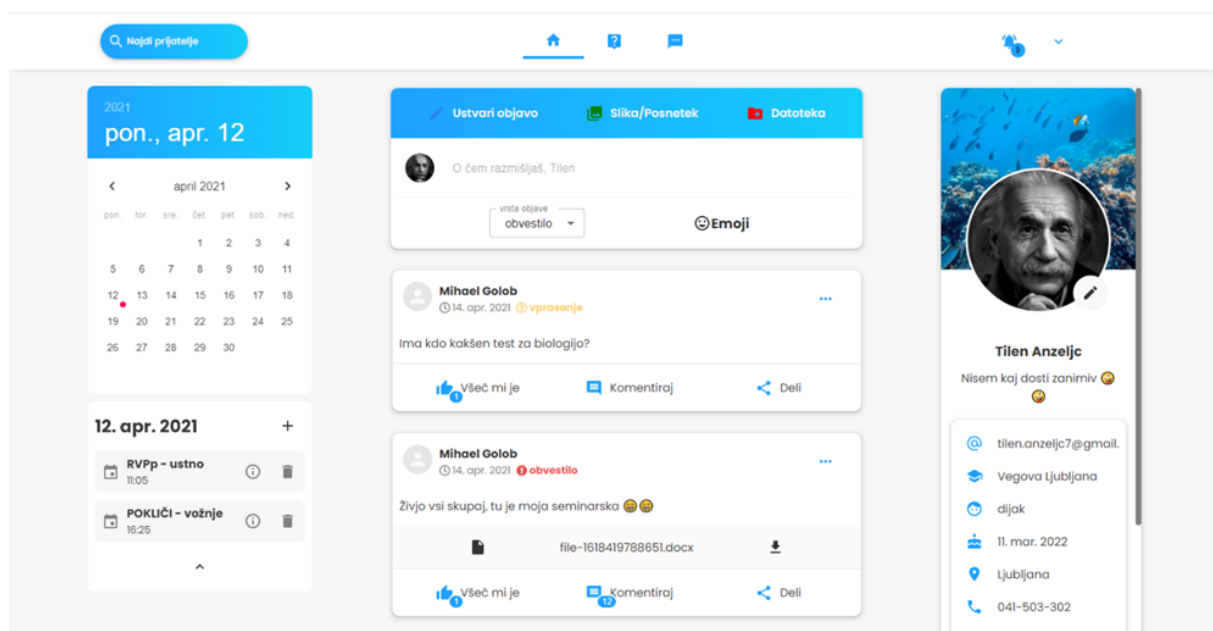 Najdi prijatelje
9
2021
pon., apr. 12
april 2021
pon. tor. sre. čet. pet. sob. ned.
1 2 3 4
5 6 7 8 9 10 11
12 13 14 15 16 17 18
19 20 21 22 23 24 25
26 27 28 29 30
12. apr. 2021
RVPp - ustno
11:05
POKLIČI - vožnje
16:25
Ustvari objavo Slika/Posnetek Datoteka
O čem razmišljaš, Tilen
vrsta objave
obvestilo
Emoji
Mihael Golob
14. apr. 2021 vprasanje
Ima kdo kakšen test za biologijo?
1 Všeč mi je Komentiraj Deli
Mihael Golob
14. apr. 2021 obvestilo
Živjo vsi skupaj, tu je moja seminarska 😄😄
file-1618419788651.docx
1 Všeč mi je 12 Komentiraj Deli
Tilen Anzeljc
Nisem kaj dosti zanimiv 🤪
🤪
tilen.anzeljc7@gmail.
Vegova Ljubljana
dijak
11. mar. 2022
Ljubljana
041-503-302